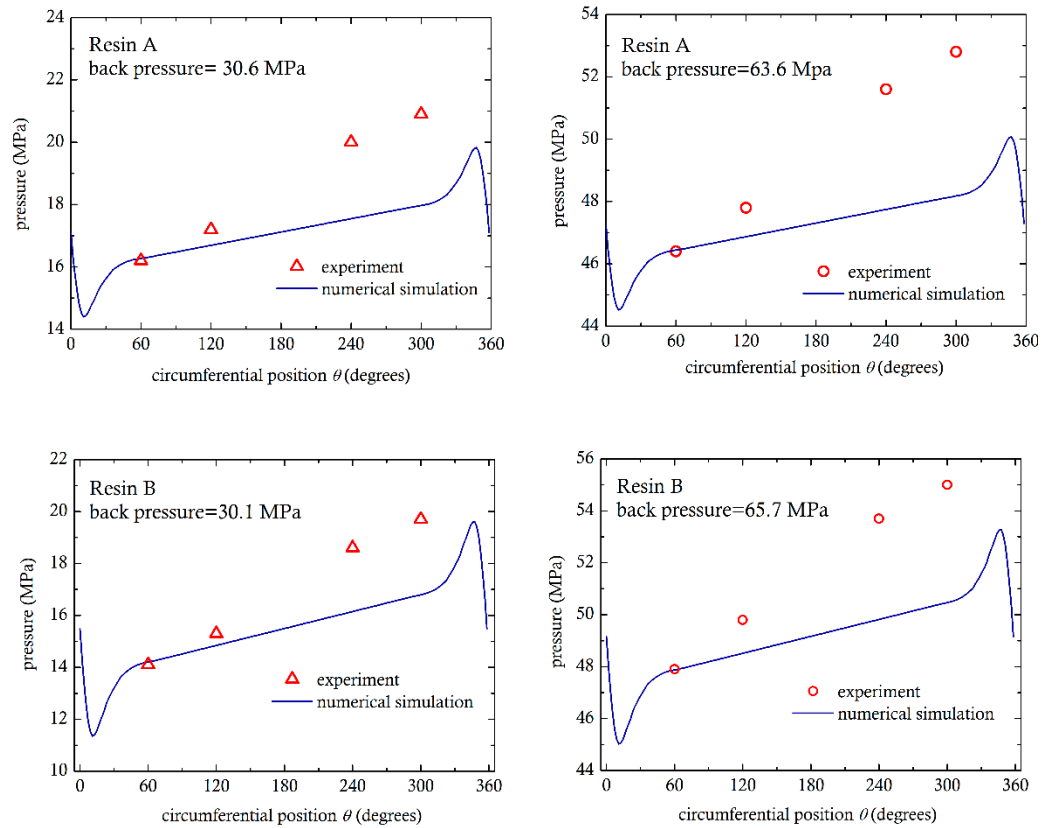 24
22
20
18
16
14
pressure (MPa)
Resin A
back pressure= 30.6 MPa
experiment
numerical simulation
0 60 120 180 240 300 360
circumferential position θ (degrees)
54
52
50
48
46
44
pressure (MPa)
Resin A
back pressure=63.6 Mpa
experiment
numerical simulation
0 60 120 180 240 300 360
circumferential position θ (degrees)
22
20
18
16
14
12
10
pressure (MPa)
Resin B
back pressure=30.1 MPa
experiment
numerical simulation
0 60 120 180 240 300 360
circumferential position θ (degrees)
56
54
52
50
48
46
44
pressure (MPa)
Resin B
back pressure=65.7 MPa
experiment
numerical simulation
0 60 120 180 240 300 360
circumferential position θ (degrees)